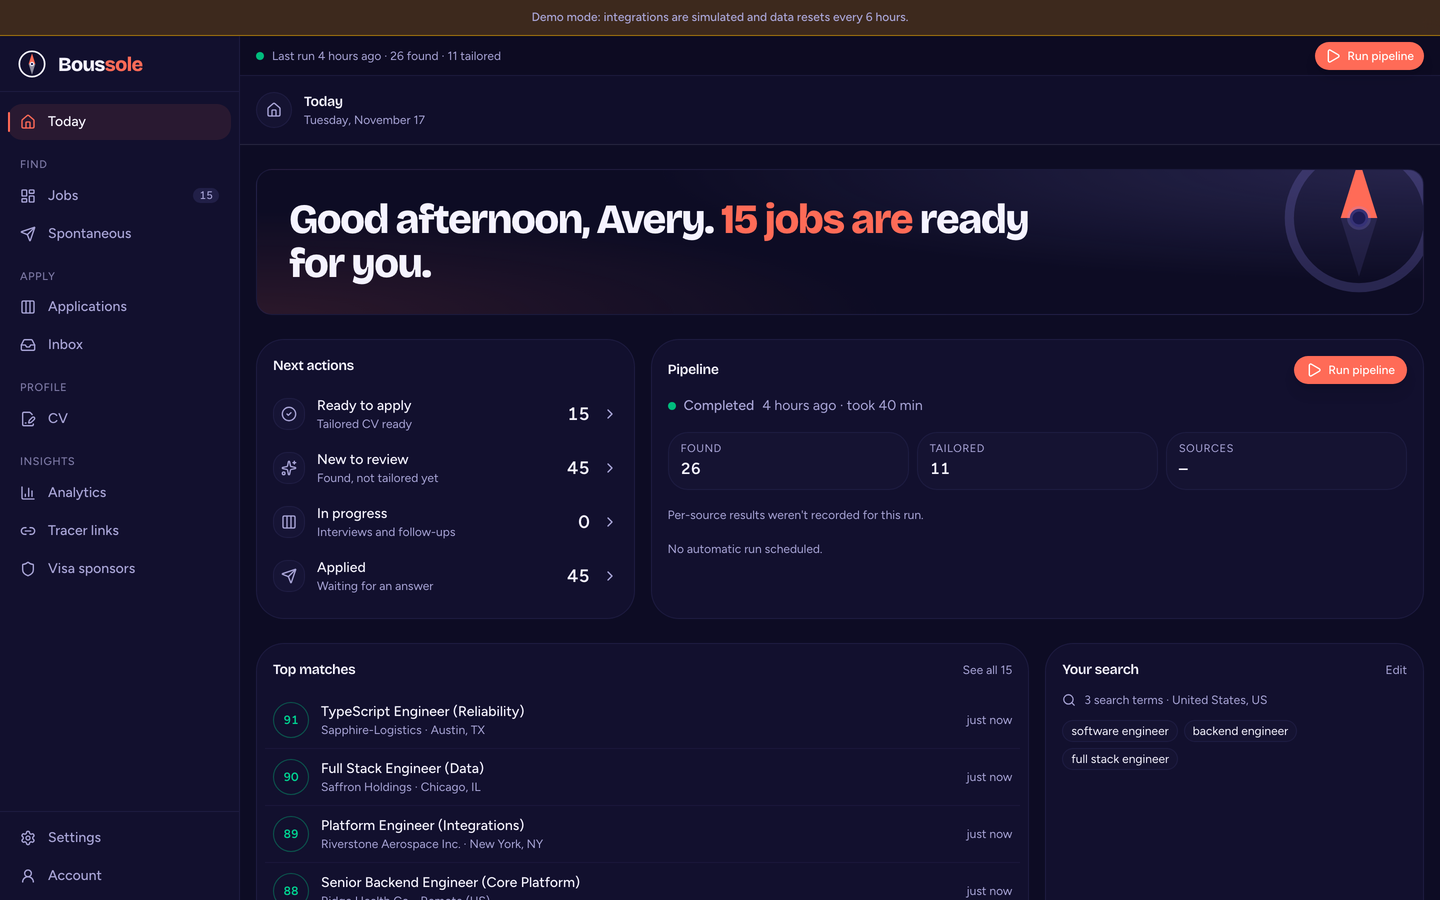 Demo mode: integrations are simulated and data resets every 6 hours.
Boussole
Last run 4 hours ago · 26 found · 11 tailored
Run pipeline
Today
Tuesday, November 17
Today
FIND
Jobs 15
Spontaneous
APPLY
Applications
Inbox
PROFILE
CV
INSIGHTS
Analytics
Tracer links
Visa sponsors
Settings
Account
Good afternoon, Avery. 15 jobs are ready
for you.
Next actions
Ready to apply 15
Tailored CV ready
New to review 45
Found, not tailored yet
In progress 0
Interviews and follow-ups
Applied 45
Waiting for an answer
Pipeline
Run pipeline
Completed 4 hours ago · took 40 min
FOUND
26
TAILORED
11
SOURCES
–
Per-source results weren't recorded for this run.
No automatic run scheduled.
Top matches
See all 15
91
TypeScript Engineer (Reliability)
Sapphire-Logistics · Austin, TX
just now
90
Full Stack Engineer (Data)
Saffron Holdings · Chicago, IL
just now
89
Platform Engineer (Integrations)
Riverstone Aerospace Inc. · New York, NY
just now
88
Senior Backend Engineer (Core Platform)
just now
Your search
Edit
3 search terms · United States, US
software engineer
backend engineer
full stack engineer